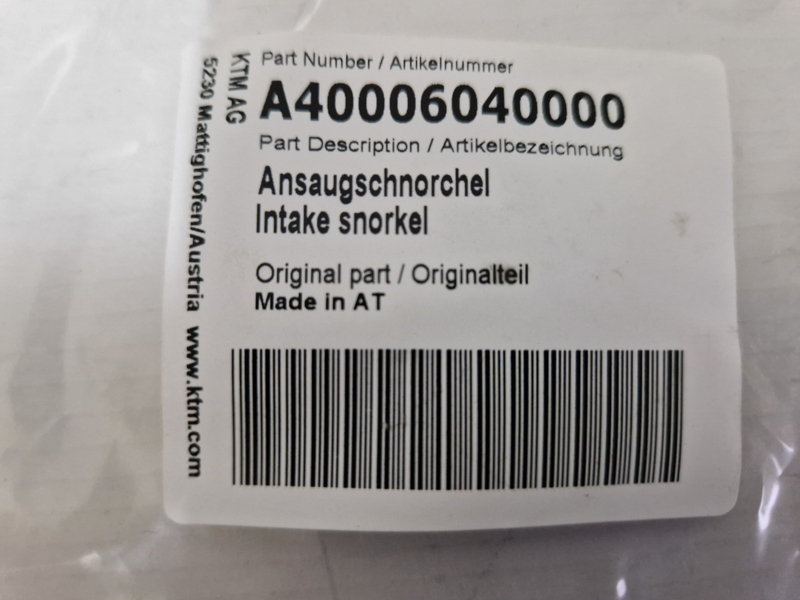 Part Number / Artikelnummer
A40006040000
Part Description / Artikelbezeichnung
Ansaugschnorchel
Intake snorkel
Original part / Originalteil
Made in AT
KTM AG
5230 Mattighofen/Austria www.ktm.com